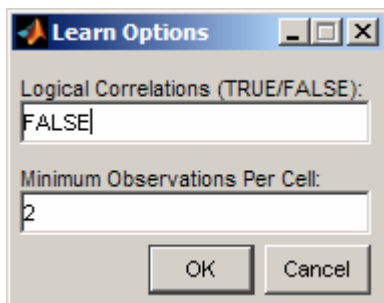 Learn Options
Logical Correlations (TRUE/FALSE):
FALSE
Minimum Observations Per Cell:
2
OK Cancel